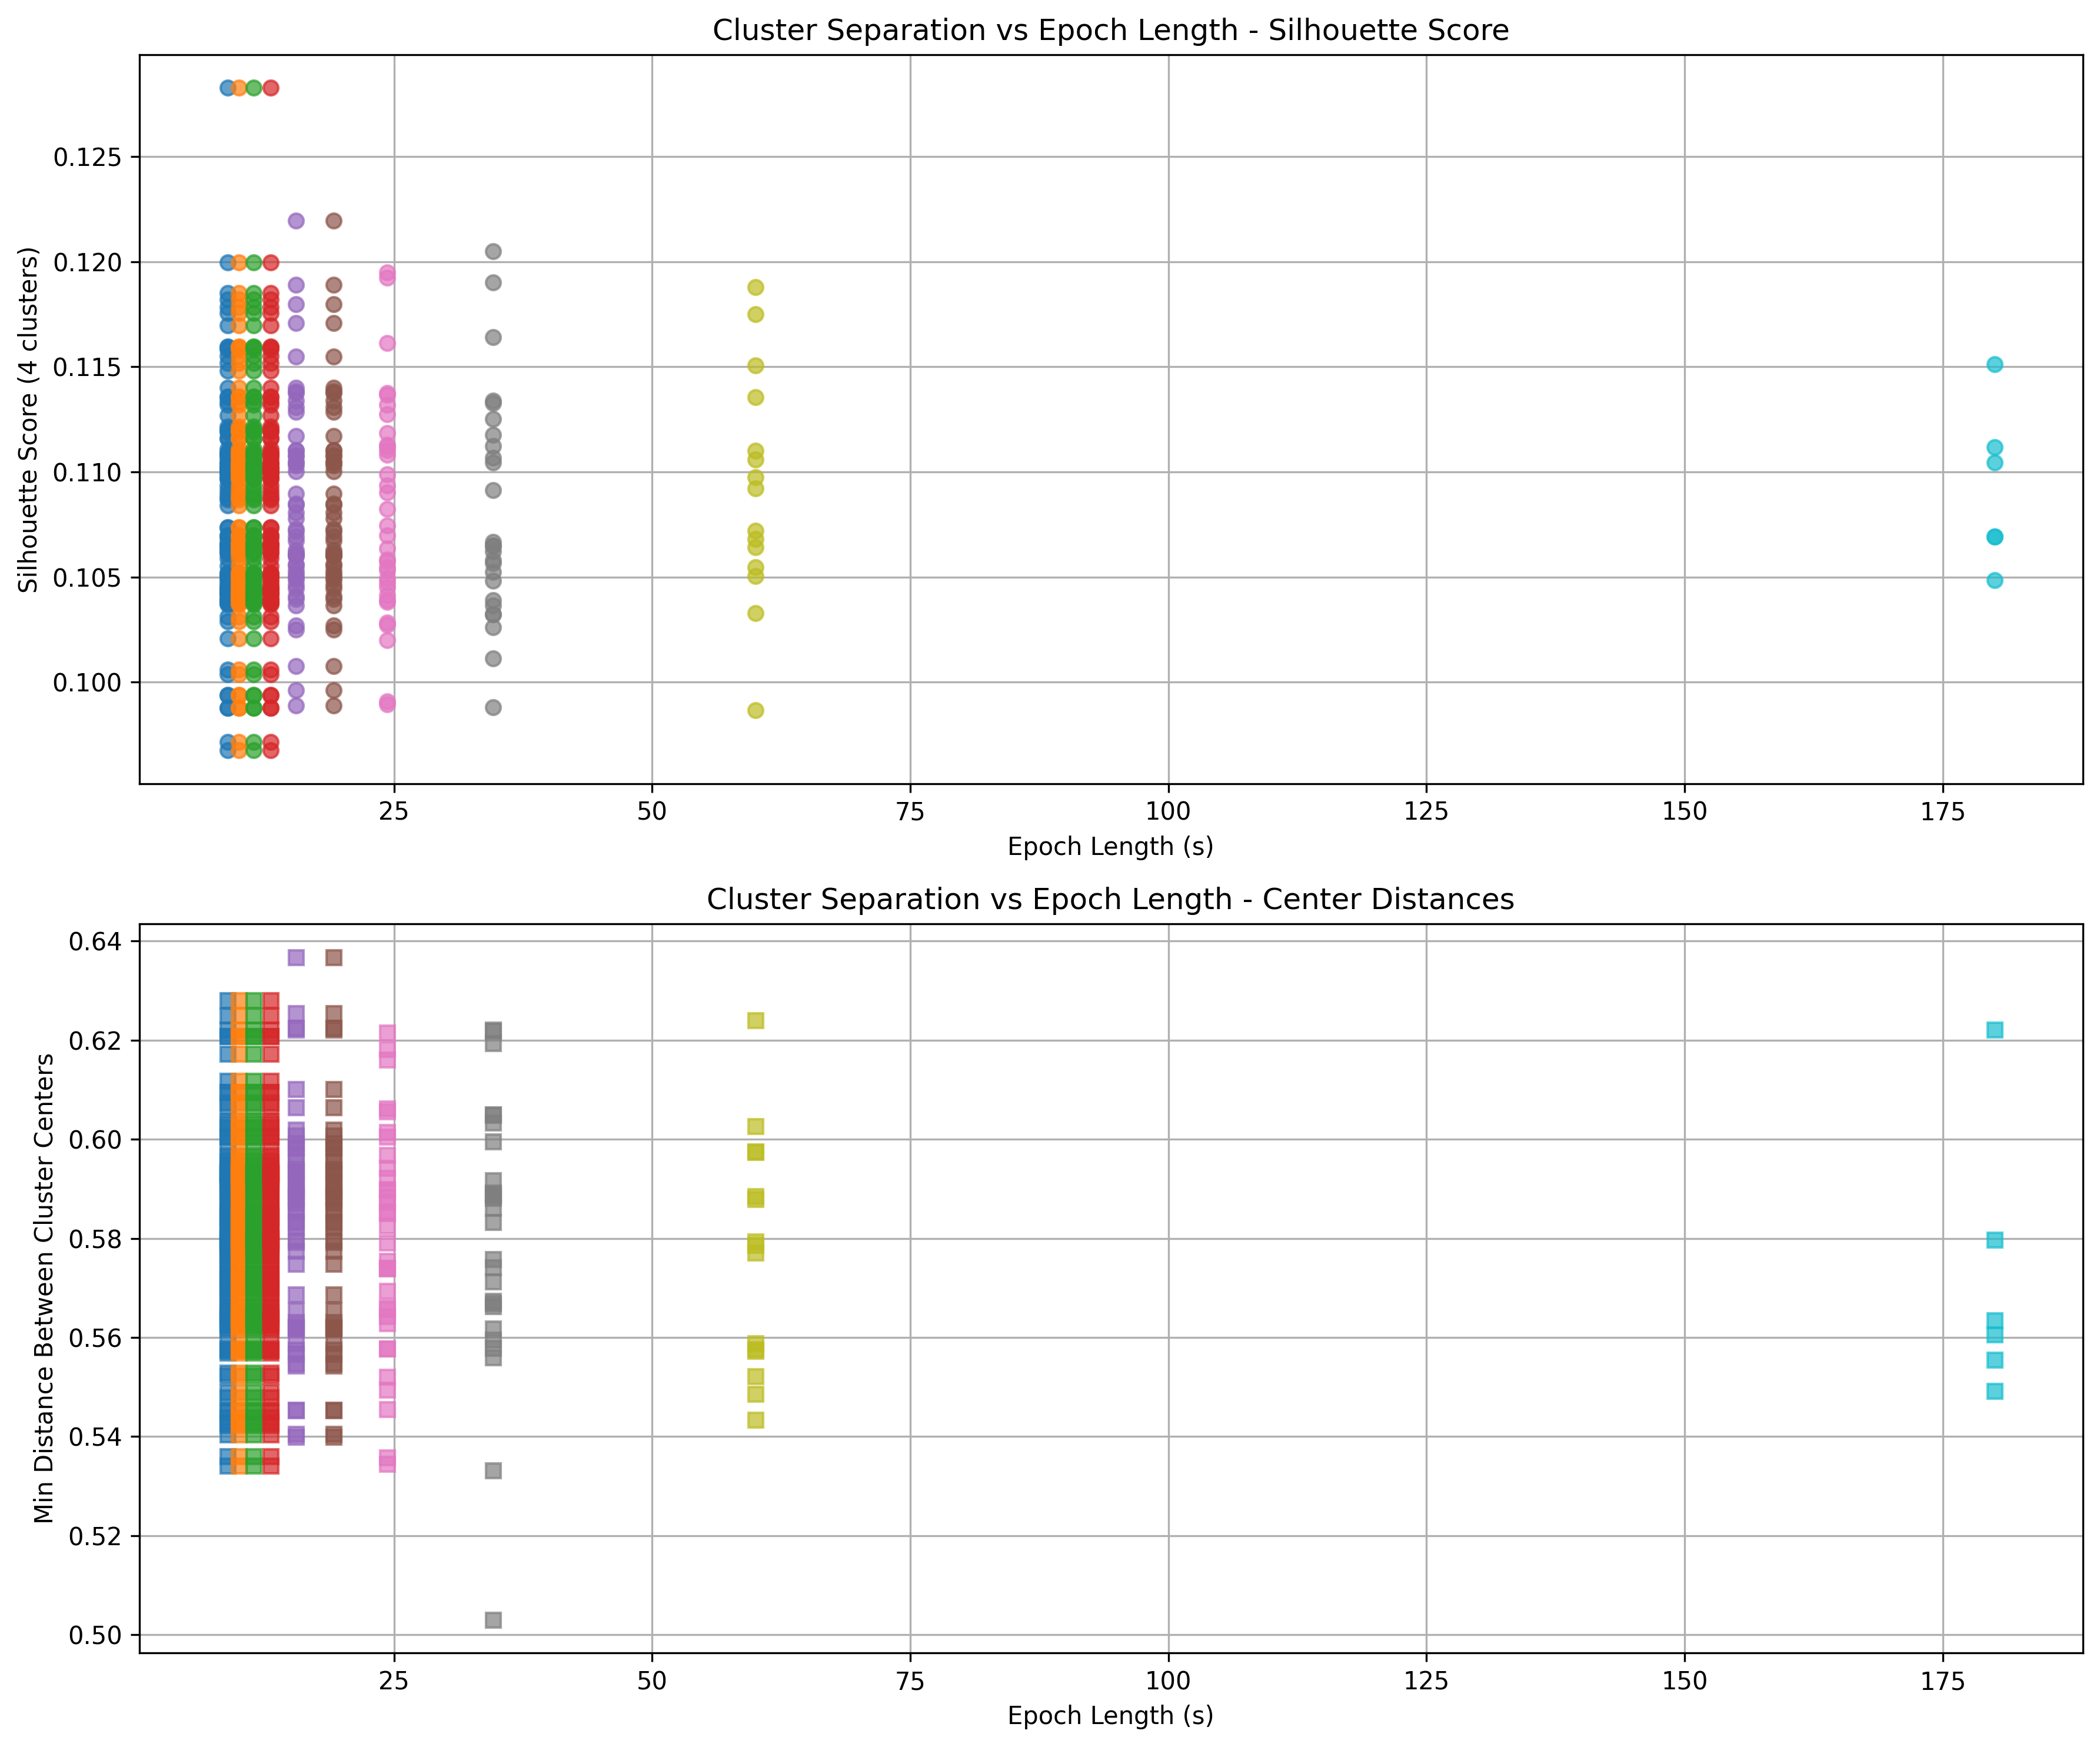 Cluster Separation vs Epoch Length - Silhouette Score
Silhouette Score (4 clusters)
0.125
0.120
0.115
0.110
0.105
0.100
25 50 75 100 125 150 175
Epoch Length (s)
Cluster Separation vs Epoch Length - Center Distances
Min Distance Between Cluster Centers
0.64
0.62
0.60
0.58
0.56
0.54
0.52
0.50
25 50 75 100 125 150 175
Epoch Length (s)